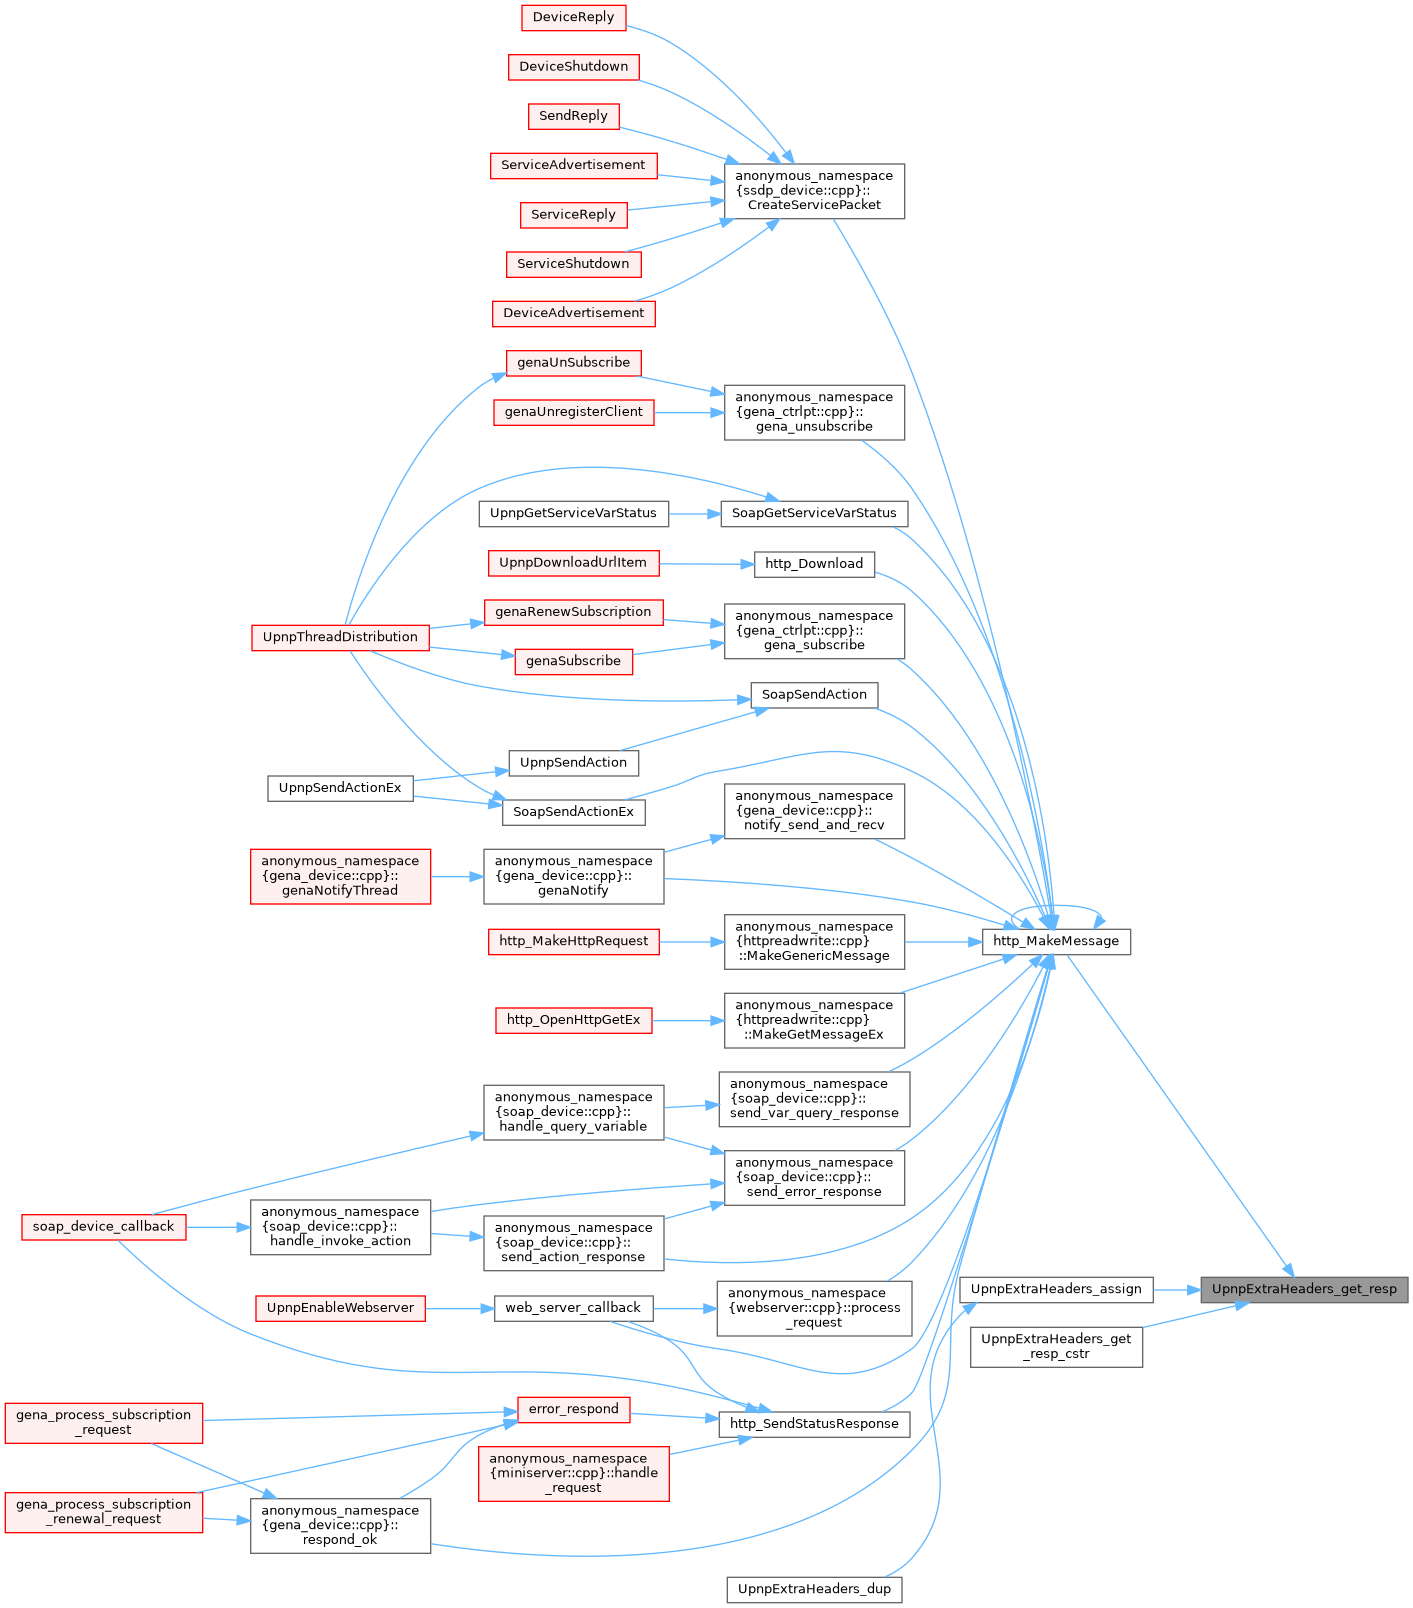 DeviceReply
DeviceShutdown
SendReply
ServiceAdvertisement
anonymous_namespace
{ssdp_device::cpp}::
CreateServicePacket
ServiceReply
ServiceShutdown
DeviceAdvertisement
genaUnSubscribe
genaUnregisterClient
anonymous_namespace
{gena_ctrlpt::cpp}::
gena_unsubscribe
UpnpGetServiceVarStatus
SoapGetServiceVarStatus
UpnpDownloadUrlItem
http_Download
genaRenewSubscription
anonymous_namespace
{gena_ctrlpt::cpp}::
gena_subscribe
UpnpThreadDistribution
genaSubscribe
SoapSendAction
UpnpSendAction
UpnpSendActionEx
SoapSendActionEx
anonymous_namespace
{gena_device::cpp}::
notify_send_and_recv
anonymous_namespace
{gena_device::cpp}::
genaNotifyThread
anonymous_namespace
{gena_device::cpp}::
genaNotify
http_MakeHttpRequest
anonymous_namespace
{httpreadwrite::cpp}
::MakeGenericMessage
http_MakeMessage
http_OpenHttpGetEx
anonymous_namespace
{httpreadwrite::cpp}
::MakeGetMessageEx
anonymous_namespace
{soap_device::cpp}::
handle_query_variable
anonymous_namespace
{soap_device::cpp}::
send_var_query_response
anonymous_namespace
{soap_device::cpp}::
send_error_response
soap_device_callback
anonymous_namespace
{soap_device::cpp}::
handle_invoke_action
anonymous_namespace
{soap_device::cpp}::
send_action_response
UpnpEnableWebserver
web_server_callback
anonymous_namespace
{webserver::cpp}::process
_request
UpnpExtraHeaders_assign
UpnpExtraHeaders_get_resp
UpnpExtraHeaders_get
_resp_cstr
gena_process_subscription
_request
error_respond
http_SendStatusResponse
anonymous_namespace
{miniserver::cpp}::handle
_request
gena_process_subscription
_renewal_request
anonymous_namespace
{gena_device::cpp}::
respond_ok
UpnpExtraHeaders_dup